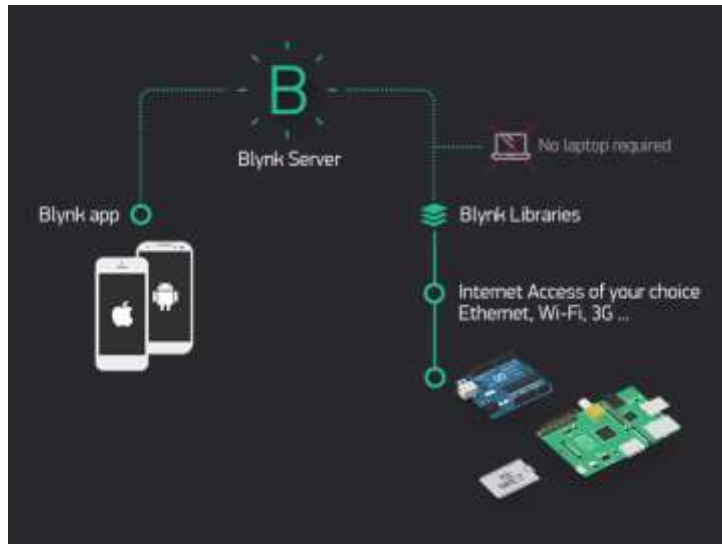 B
Blynk Server
No laptop required
Blynk app
Blynk Libraries
Internet Access of your choice
Ethernet, Wi-Fi, 3G ...